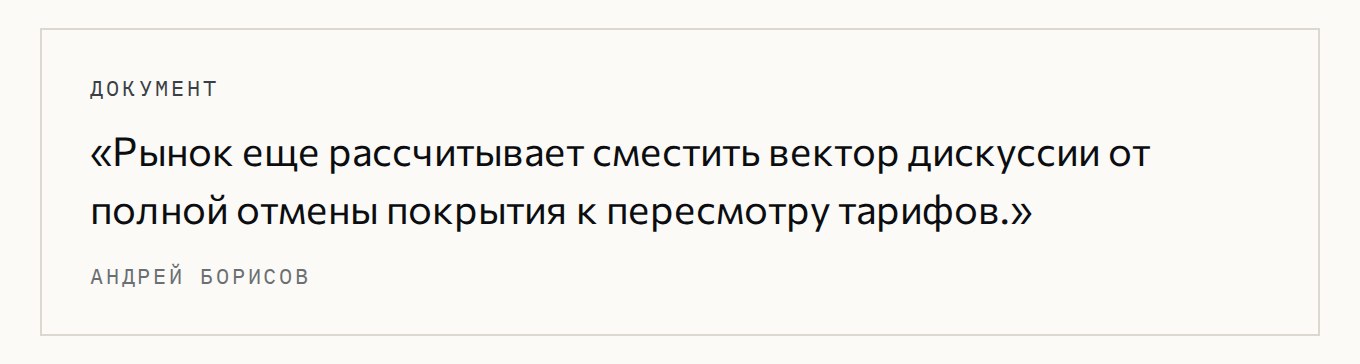 ДОКУМЕНТ
«Рынок еще рассчитывает сместить вектор дискуссии от
полной отмены покрытия к пересмотру тарифов.»
АНДРЕЙ БОРИСОВ